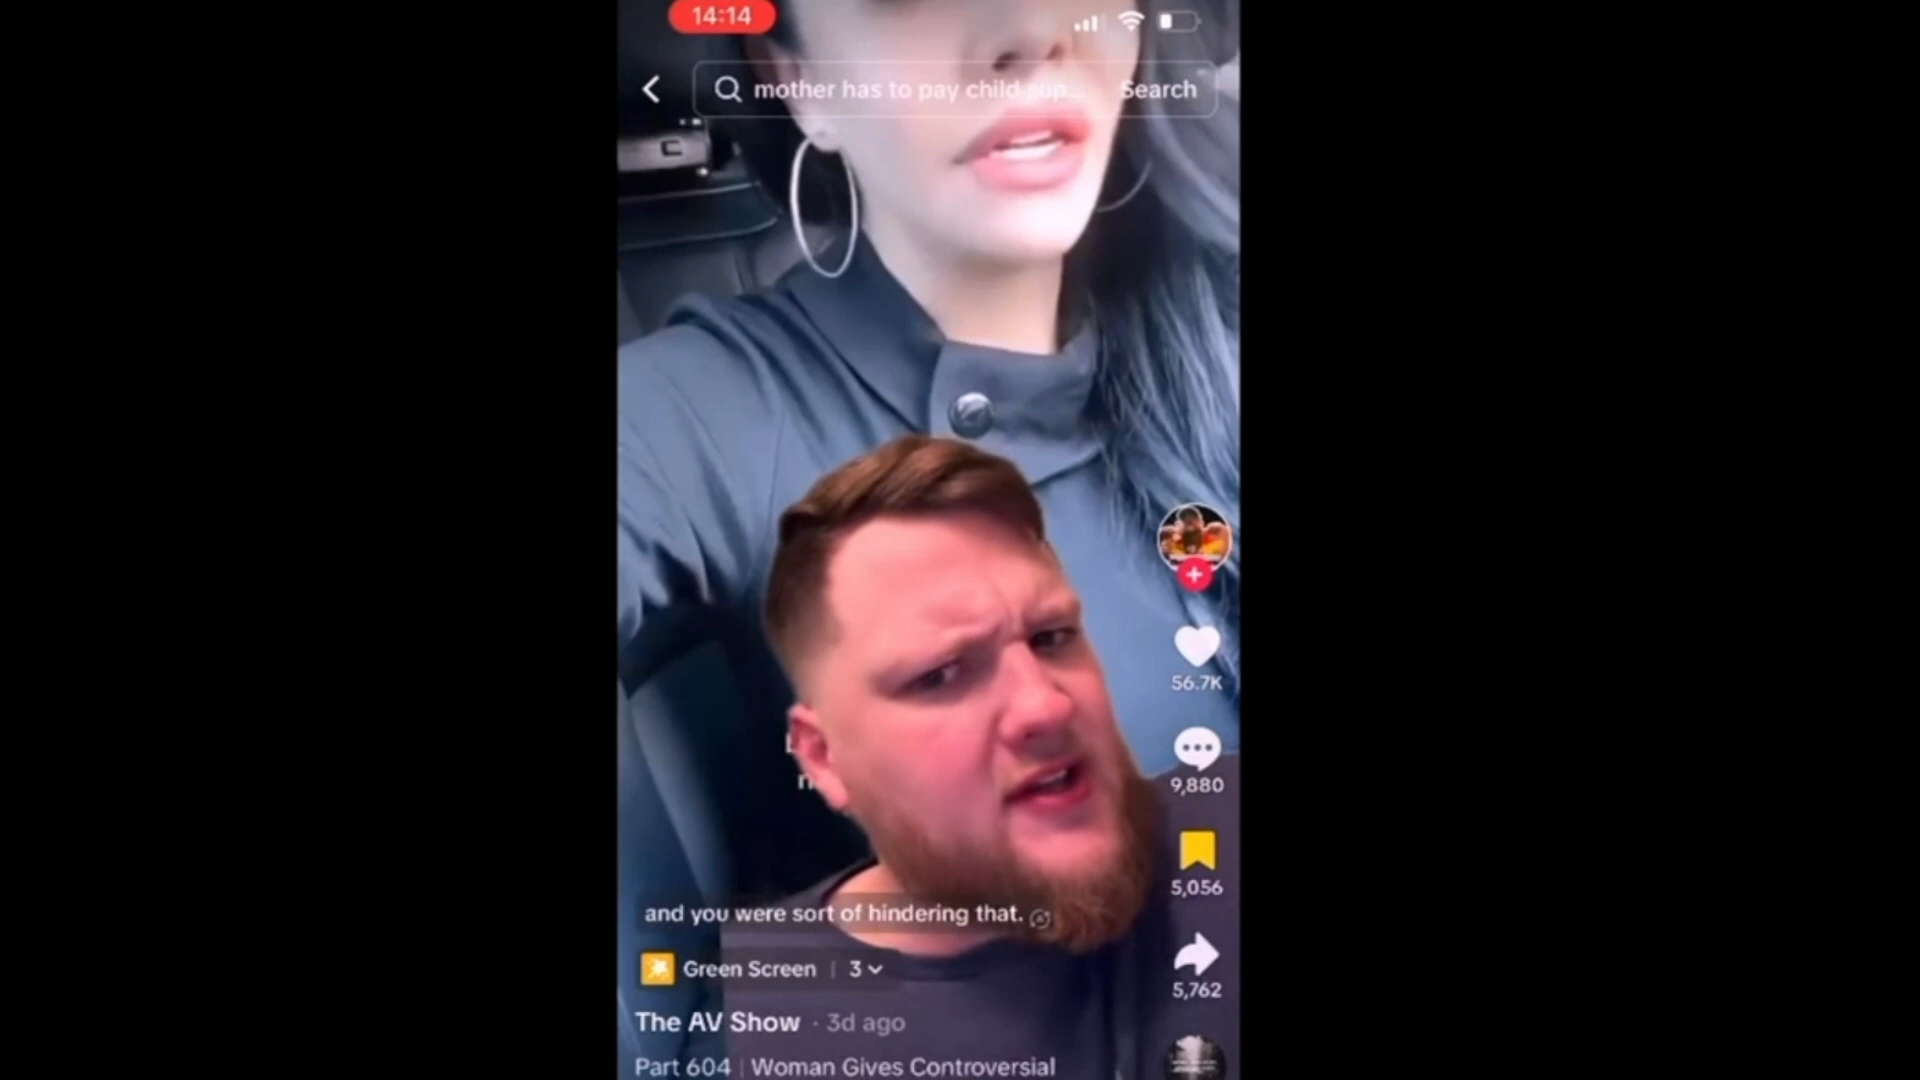 14:14
mother has to pay child sup... Search
56.7K
9,880
5,056
and you were sort of hindering that.
Green Screen | 3
5,762
The AV Show · 3d ago
Part 604 | Woman Gives Controversial